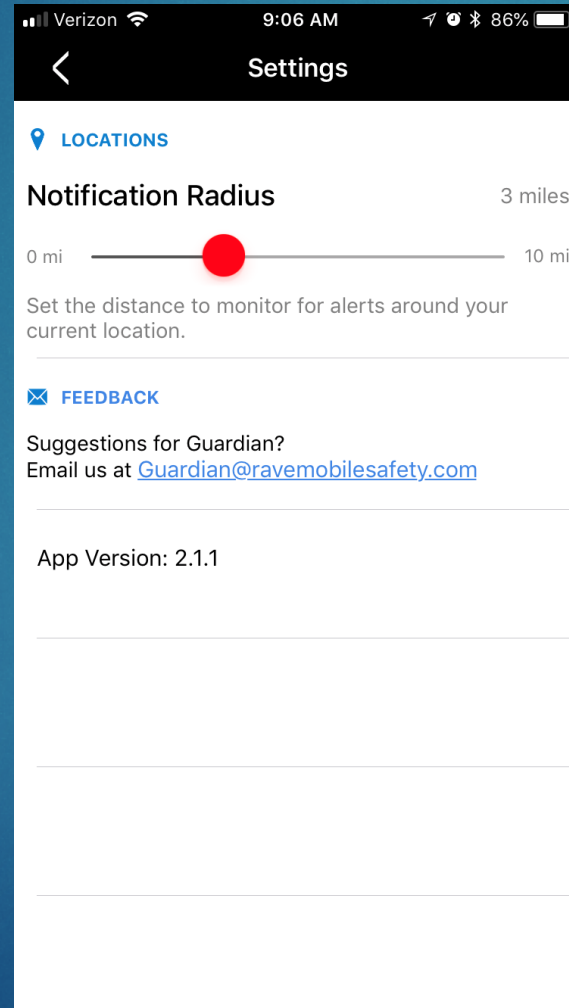 Verizon 9:06 AM 86%
Settings
LOCATIONS
Notification Radius 3 miles
0 mi 10 mi
Set the distance to monitor for alerts around your
current location.
FEEDBACK
Suggestions for Guardian?
Email us at Guardian@ravemobilesafety.com
App Version: 2.1.1